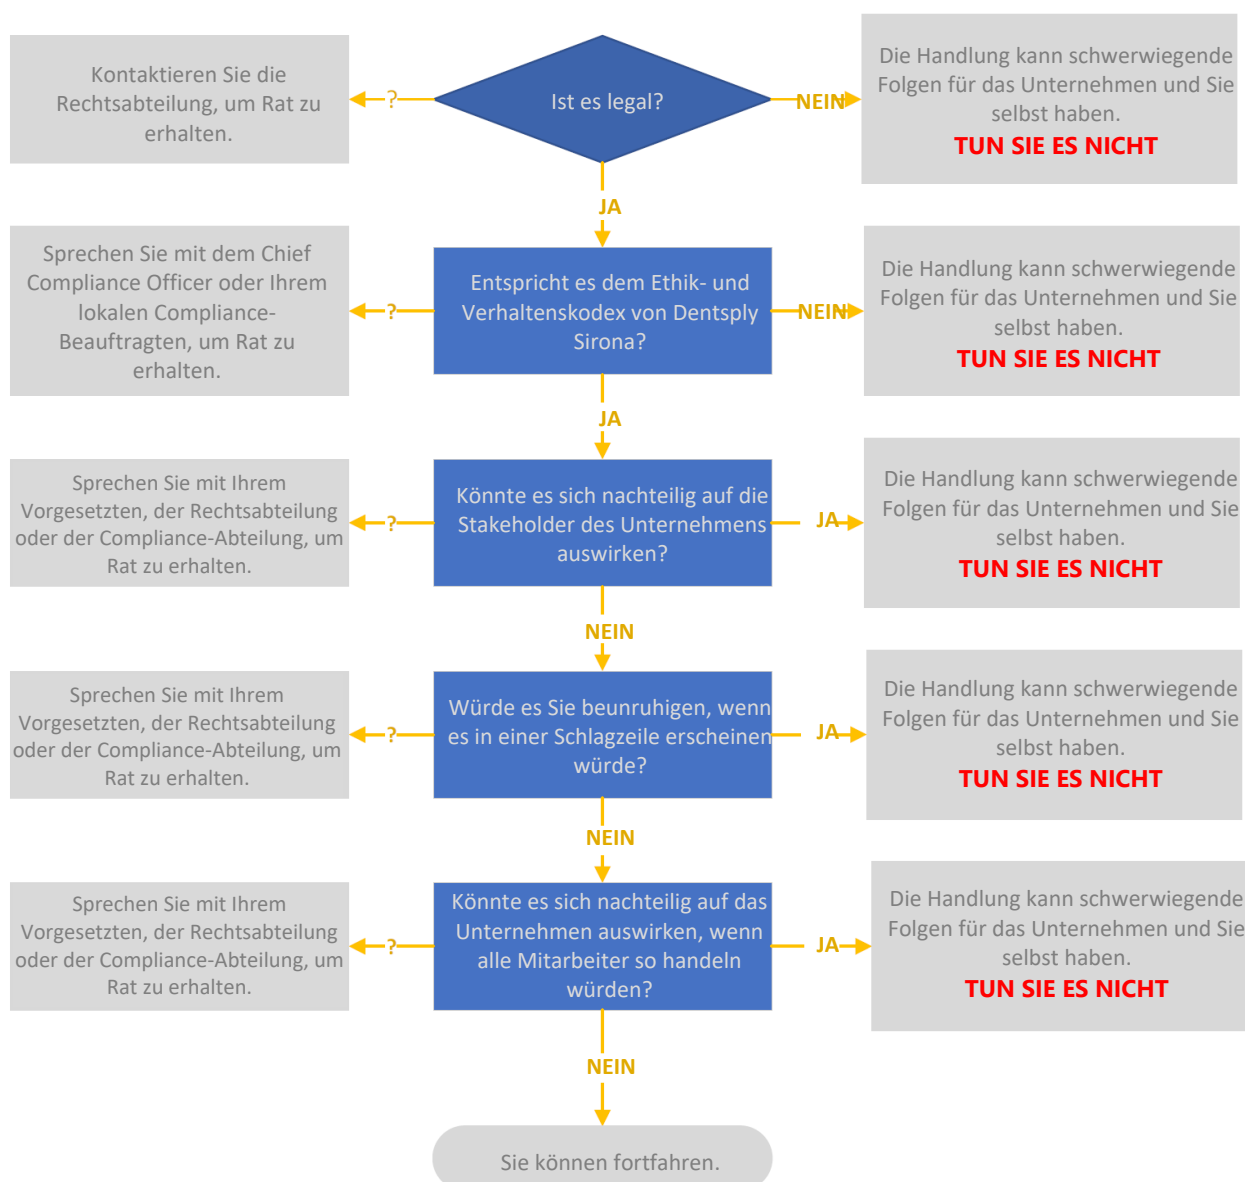 Kontaktieren Sie die
Rechtsabteilung, um Rat zu
erhalten.
?
Ist es legal?
NEIN
Die Handlung kann schwerwiegende
Folgen für das Unternehmen und Sie
selbst haben.
TUN SIE ES NICHT
JA
Sprechen Sie mit dem Chief
Compliance Officer oder Ihrem
lokalen Compliance-
Beauftragten, um Rat zu
erhalten.
?
Entspricht es dem Ethik- und
Verhaltenskodex von Dentsply
Sirona?
NEIN
Die Handlung kann schwerwiegende
Folgen für das Unternehmen und Sie
selbst haben.
TUN SIE ES NICHT
JA
Sprechen Sie mit Ihrem
Vorgesetzten, der Rechtsabteilung
oder der Compliance-Abteilung, um
Rat zu erhalten.
?
Könnte es sich nachteilig auf die
Stakeholder des Unternehmens
auswirken?
JA
Die Handlung kann schwerwiegende
Folgen für das Unternehmen und Sie
selbst haben.
TUN SIE ES NICHT
NEIN
Sprechen Sie mit Ihrem
Vorgesetzten, der Rechtsabteilung
oder der Compliance-Abteilung, um
Rat zu erhalten.
?
Würde es Sie beunruhigen, wenn
es in einer Schlagzeile erscheinen
würde?
JA
Die Handlung kann schwerwiegende
Folgen für das Unternehmen und Sie
selbst haben.
TUN SIE ES NICHT
NEIN
Sprechen Sie mit Ihrem
Vorgesetzten, der Rechtsabteilung
oder der Compliance-Abteilung, um
Rat zu erhalten.
?
Könnte es sich nachteilig auf das
Unternehmen auswirken, wenn
alle Mitarbeiter so handeln
würden?
JA
Die Handlung kann schwerwiegende
Folgen für das Unternehmen und Sie
selbst haben.
TUN SIE ES NICHT
NEIN
Sie können fortfahren.